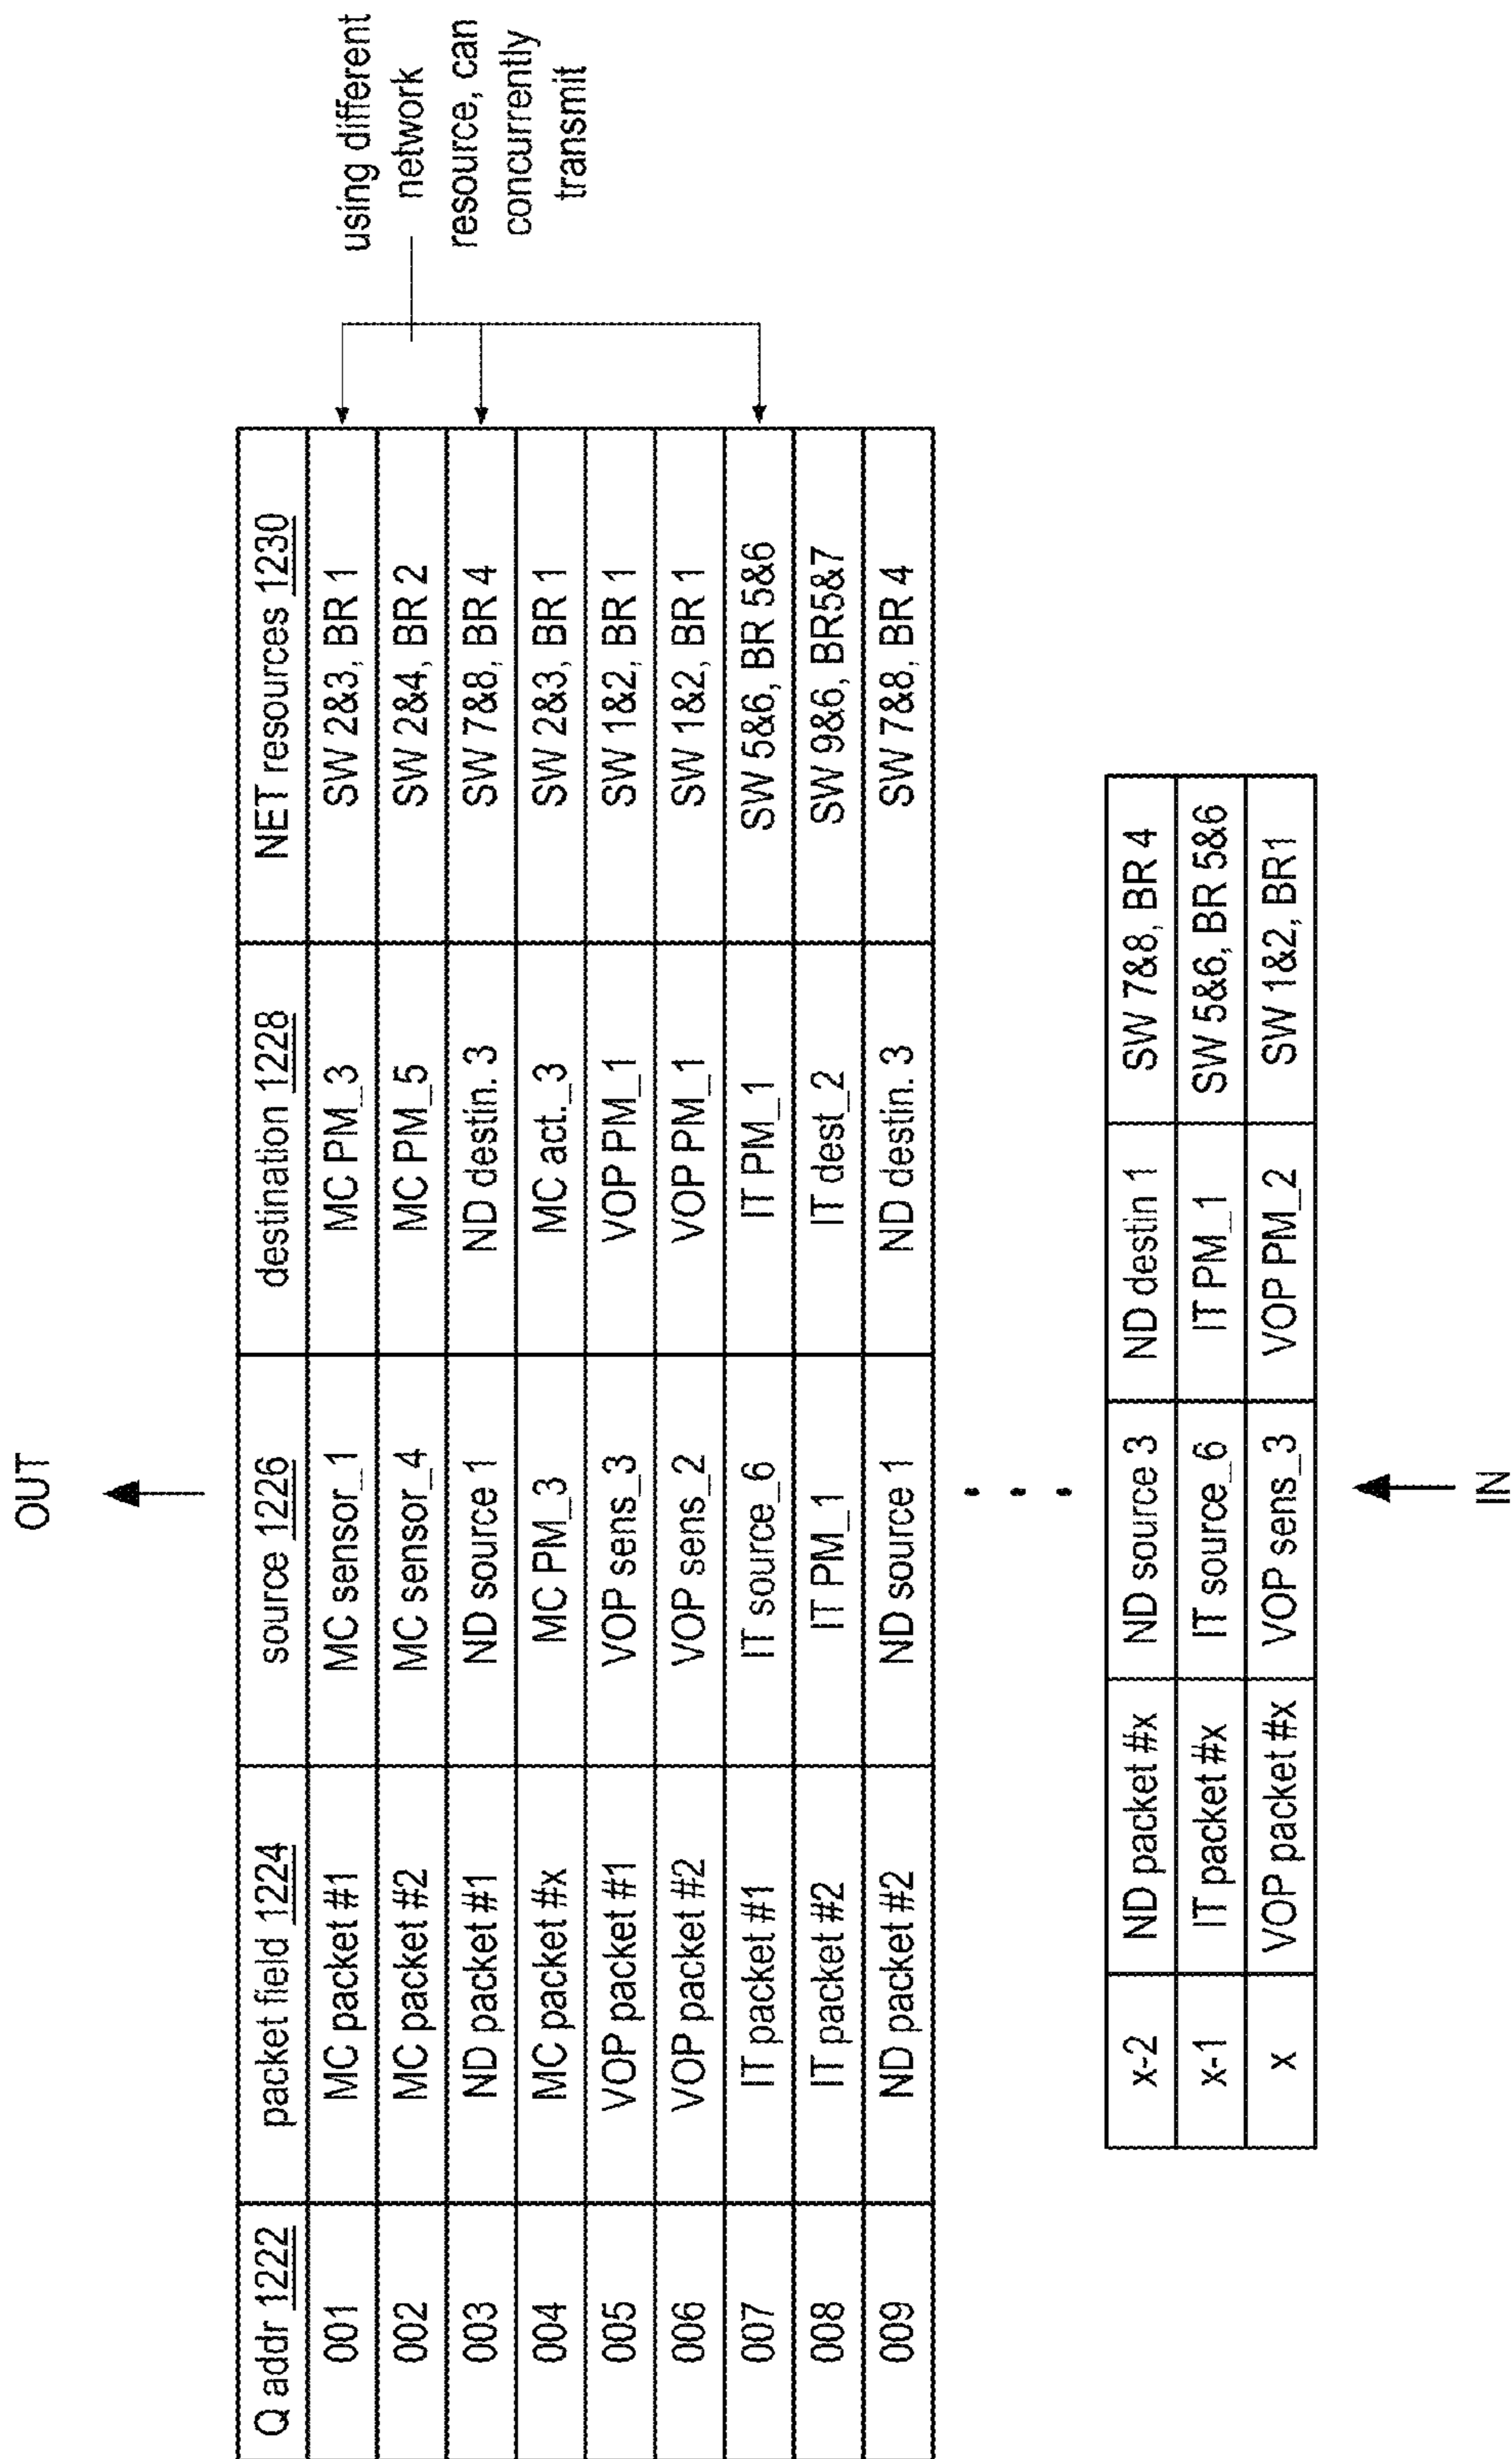 OUT
Q addr 1222 packet field 1224 source 1226 destination 1228 NET resources 1230
001 MC packet #1 MC sensor_1 MC PM_3 SW 2&3, BR 1
002 MC packet #2 MC sensor_4 MC PM_5 SW 2&4, BR 2
003 ND packet #1 ND source 1 ND destin. 3 SW 7&8, BR 4
004 MC packet #x MC PM_3 MC act._3 SW 2&3, BR 1
005 VOP packet #1 VOP sens_3 VOP PM_1 SW 1&2, BR 1
006 VOP packet #2 VOP sens_2 VOP PM_1 SW 1&2, BR 1
007 IT packet #1 IT source_6 IT PM_1 SW 5&6, BR 5&6
008 IT packet #2 IT PM_1 IT dest_2 SW 9&6, BR5&7
009 ND packet #2 ND source 1 ND destin. 3 SW 7&8, BR 4
using different
network
resource, can
concurrently
transmit
x-2 ND packet #x ND source 3 ND destin 1 SW 7&8, BR 4
x-1 IT packet #x IT source_6 IT PM_1 SW 5&6, BR 5&6
x VOP packet #x VOP sens_3 VOP PM_2 SW 1&2, BR1
IN